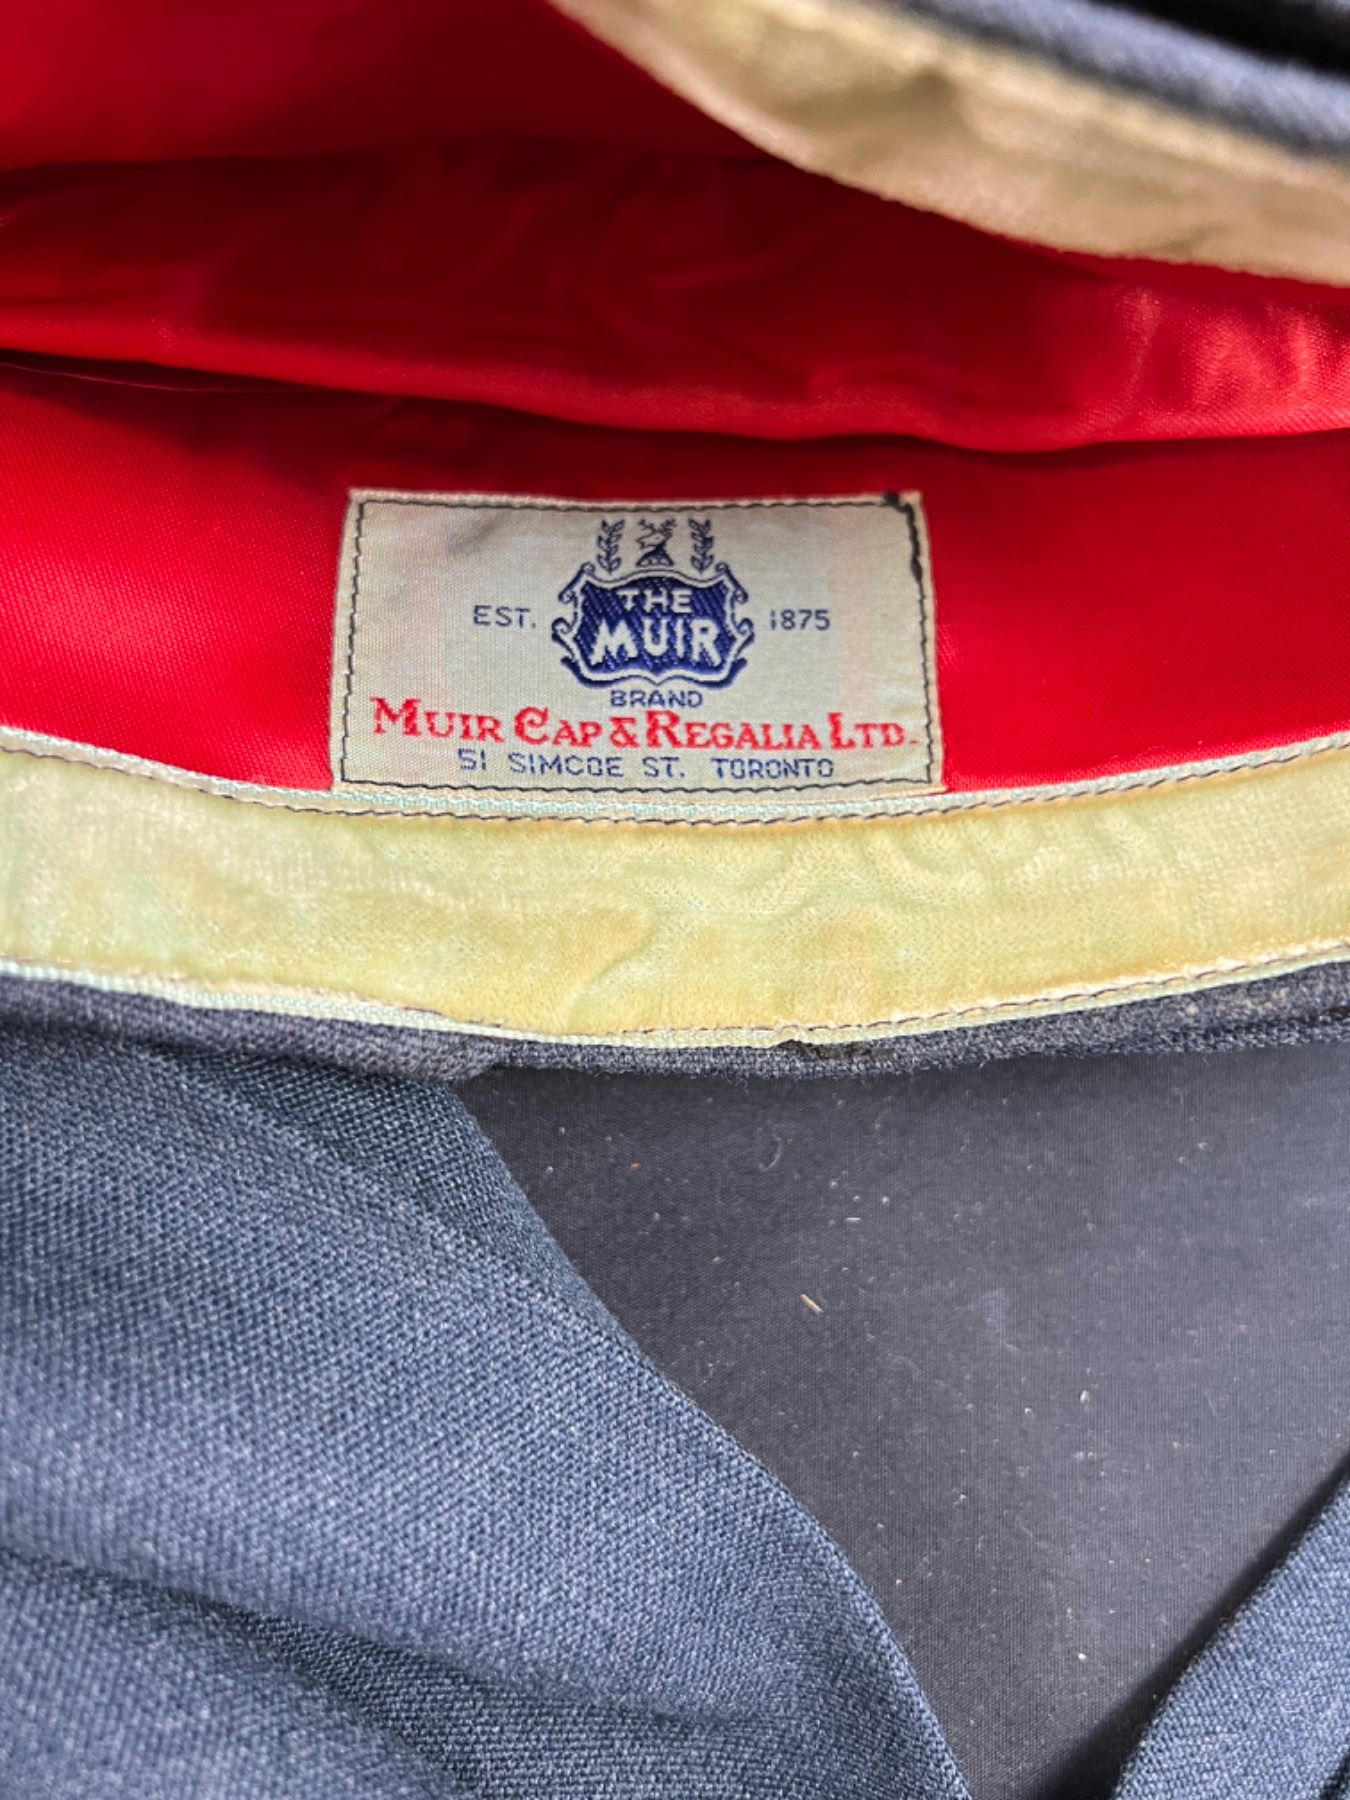 THE
EST. MUIR 1875
BRAND
MUIR CAP & REGALIA LTD.
51 SIMCOE ST. TORONTO